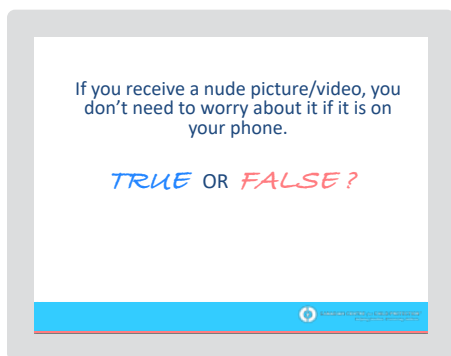 If you receive a nude picture/video, you
don't need to worry about it if it is on
your phone.
TRUE OR FALSE?